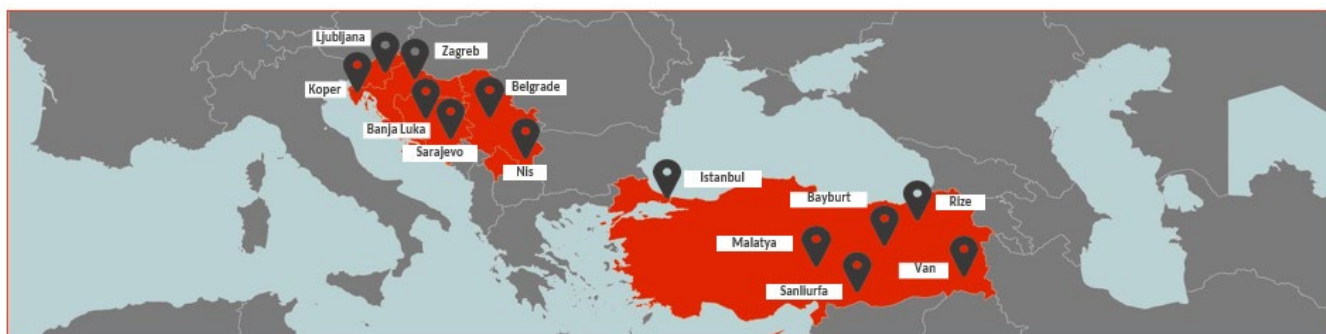 Ljubljana
Zagreb
Koper
Belgrade
Banja Luka
Sarajevo
Nis
Istanbul
Bayburt
Rize
Malatya
Van
Sanliurfa